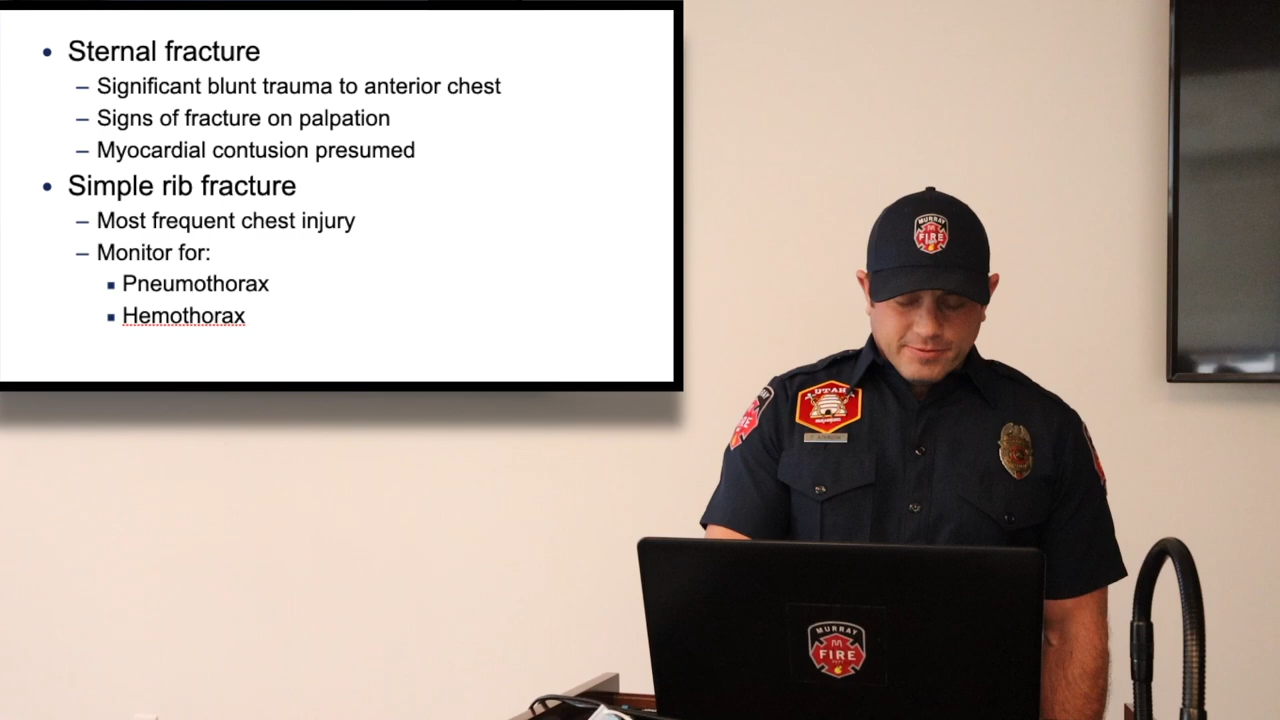 • Sternal fracture
– Significant blunt trauma to anterior chest
– Signs of fracture on palpation
– Myocardial contusion presumed
• Simple rib fracture
– Most frequent chest injury
– Monitor for:
▪ Pneumothorax
▪ Hemothorax
MURRAY
FIRE
UTAH
MURRAY
FIRE
DEPT